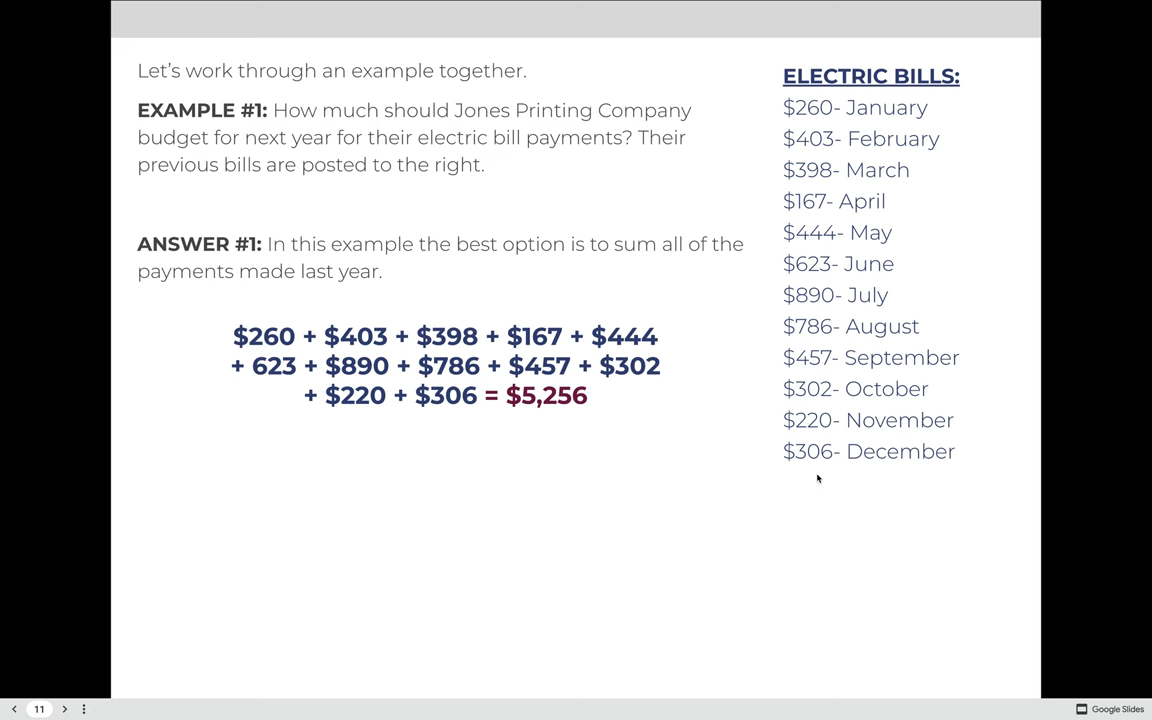 Let's work through an example together.
EXAMPLE #1: How much should Jones Printing Company
budget for next year for their electric bill payments? Their
previous bills are posted to the right.
ANSWER #1: In this example the best option is to sum all of the
payments made last year.
$260 + $403 + $398 + $167 + $444
+ 623 + $890 + $786 + $457 + $302
+ $220 + $306 = $5,256
ELECTRIC BILLS:
$260- January
$403- February
$398- March
$167- April
$444- May
$623- June
$890- July
$786- August
$457- September
$302- October
$220- November
$306- December
11
Google Slides